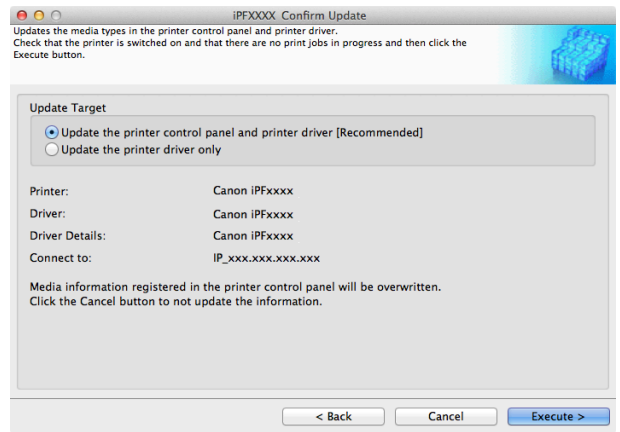 iPFXXXX Confirm Update
Updates the media types in the printer control panel and printer driver.
Check that the printer is switched on and that there are no print jobs in progress and then click the
Execute button.
Update Target
Update the printer control panel and printer driver [Recommended]
Update the printer driver only
Printer: Canon iPFxxxx
Driver: Canon iPFxxxx
Driver Details: Canon iPFxxxx
Connect to: IP_xxx.xxx.xxx.xxx
Media information registered in the printer control panel will be overwritten.
Click the Cancel button to not update the information.
< Back Cancel Execute >